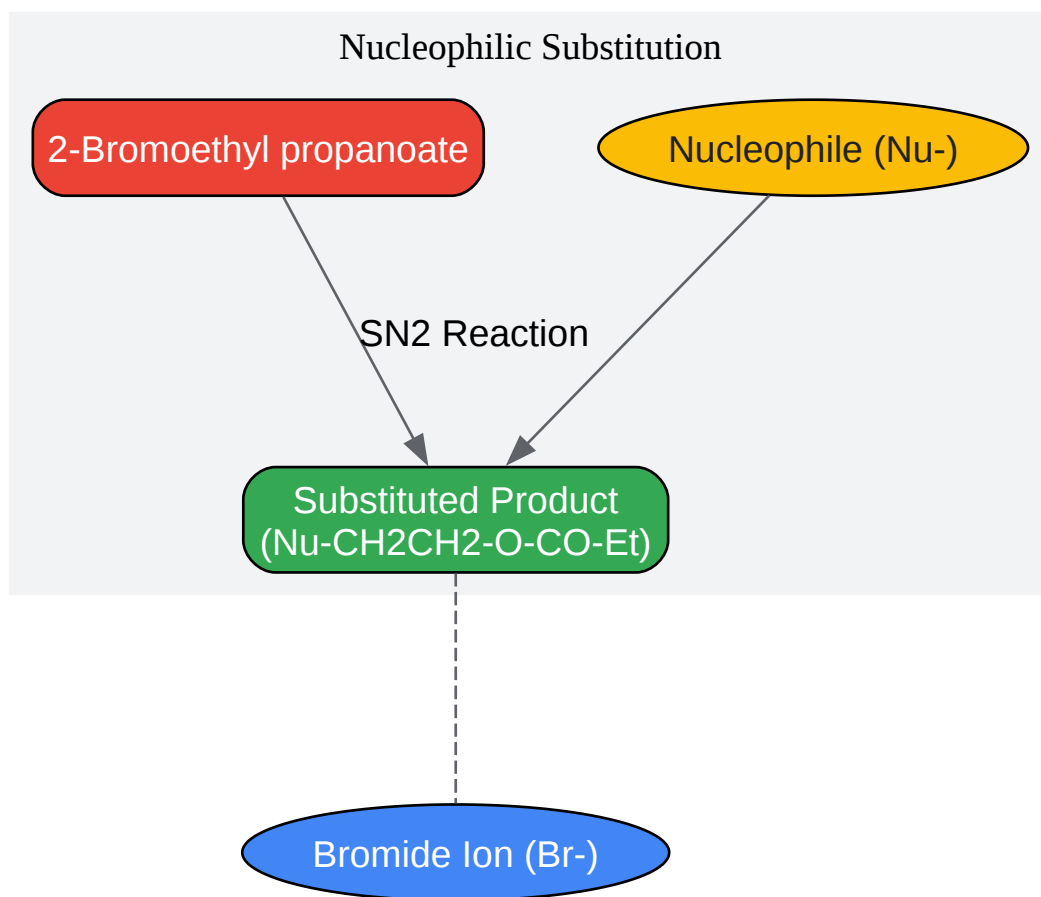 Nucleophilic Substitution
2-Bromoethyl propanoate
Nucleophile (Nu-)
SN2 Reaction
Substituted Product
(Nu-CH2CH2-O-CO-Et)
Bromide Ion (Br-)